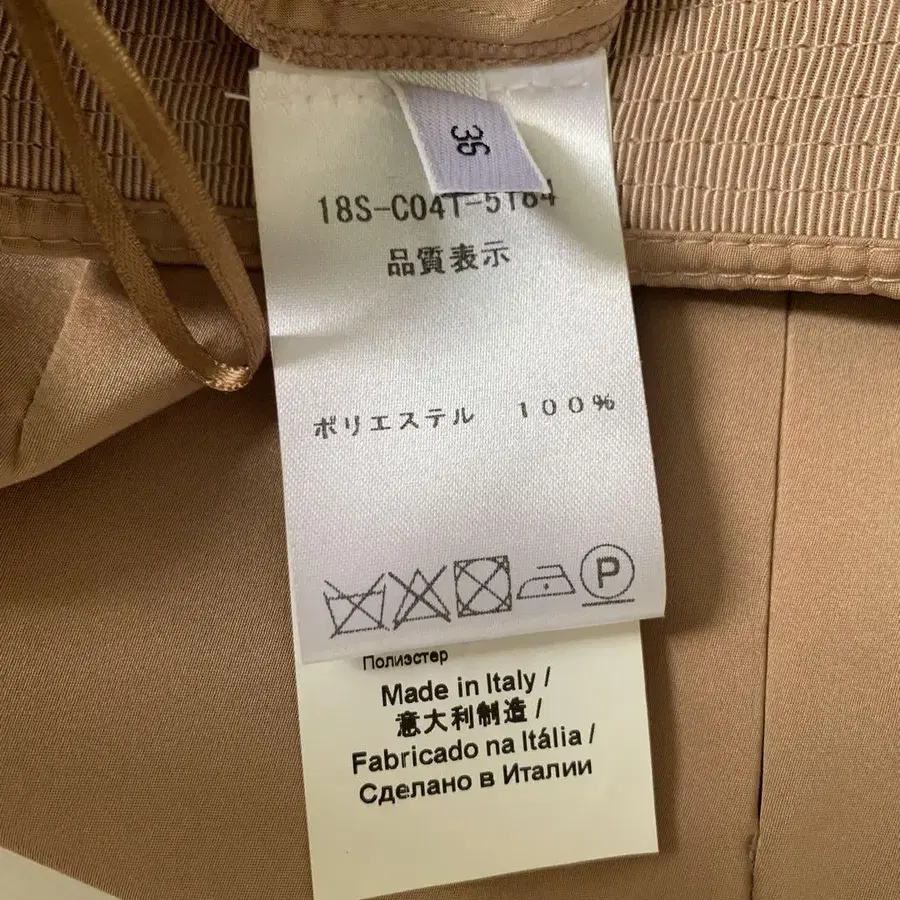 36
18S-C041-5184
品質表示
ポリエステル 100%
P
Полиэстер
Made in Italy /
意大利制造 /
Fabricado na Itália /
Сделано в Италии